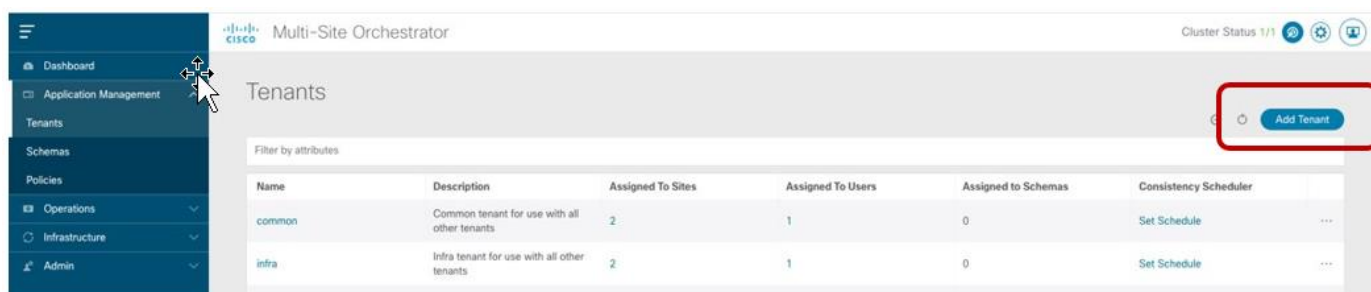 CISCO Multi-Site Orchestrator
Cluster Status 1/1
Dashboard
Application Management
Tenants
Schemas
Policies
Operations
Infrastructure
Admin
Tenants
Add Tenant
Filter by attributes
Name Description Assigned To Sites Assigned To Users Assigned to Schemas Consistency Scheduler
common Common tenant for use with all 2 1 0 Set Schedule ...
other tenants
infra Infra tenant for use with all other 2 1 0 Set Schedule ...
tenants